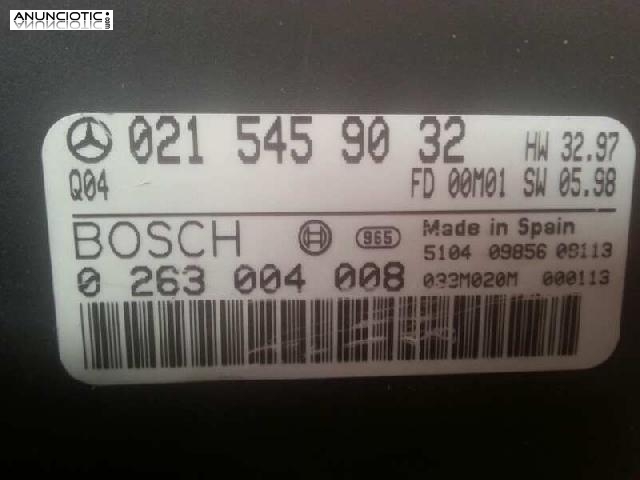 ANUNCIOTIC.es
021 545 90 32 HW 32.97
Q04 FD 00M01 SW 05.98
BOSCH 965 Made in Spain
5104 09856 08113
0 263 004 008 033M020M 000113